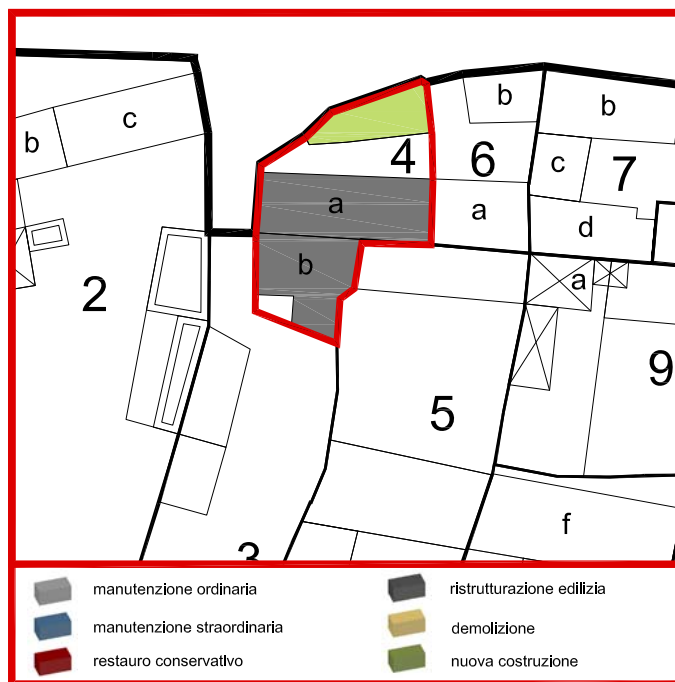 b
b
c
b
4
6
c
7
a
a
d
b
a
2
9
5
f
3
manutenzione ordinaria
ristrutturazione edilizia
manutenzione straordinaria
demolizione
restauro conservativo
nuova costruzione